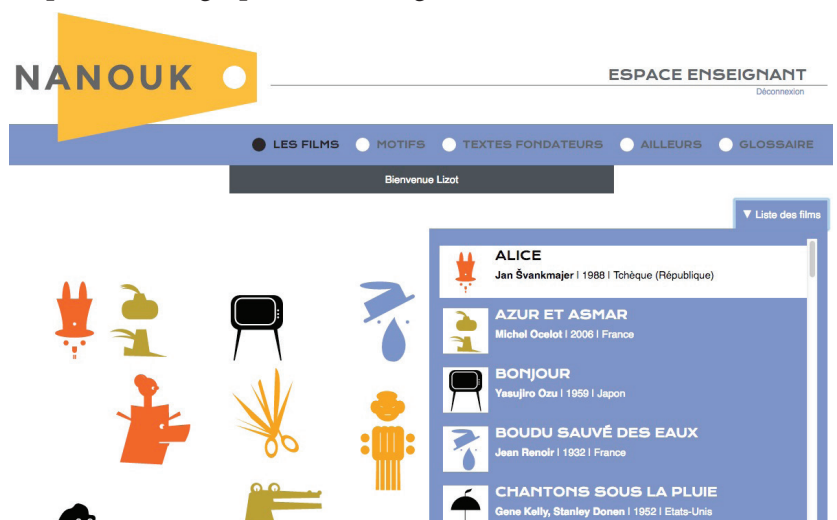 NANOUK
ESPACE ENSEIGNANT
Déconnexion
LES FILMS MOTIFS TEXTES FONDATEURS AILLEURS GLOSSAIRE
Bienvenue Lizot
▼ Liste des films
ALICE
Jan Švankmajer | 1988 | Tchèque (République)
AZUR ET ASMAR
Michel Ocelot | 2006 | France
BONJOUR
Yasujiro Ozu | 1959 | Japon
BOUDU SAUVÉ DES EAUX
Jean Renoir | 1932 | France
CHANTONS SOUS LA PLUIE
Gene Kelly, Stanley Donen | 1952 | Etats-Unis